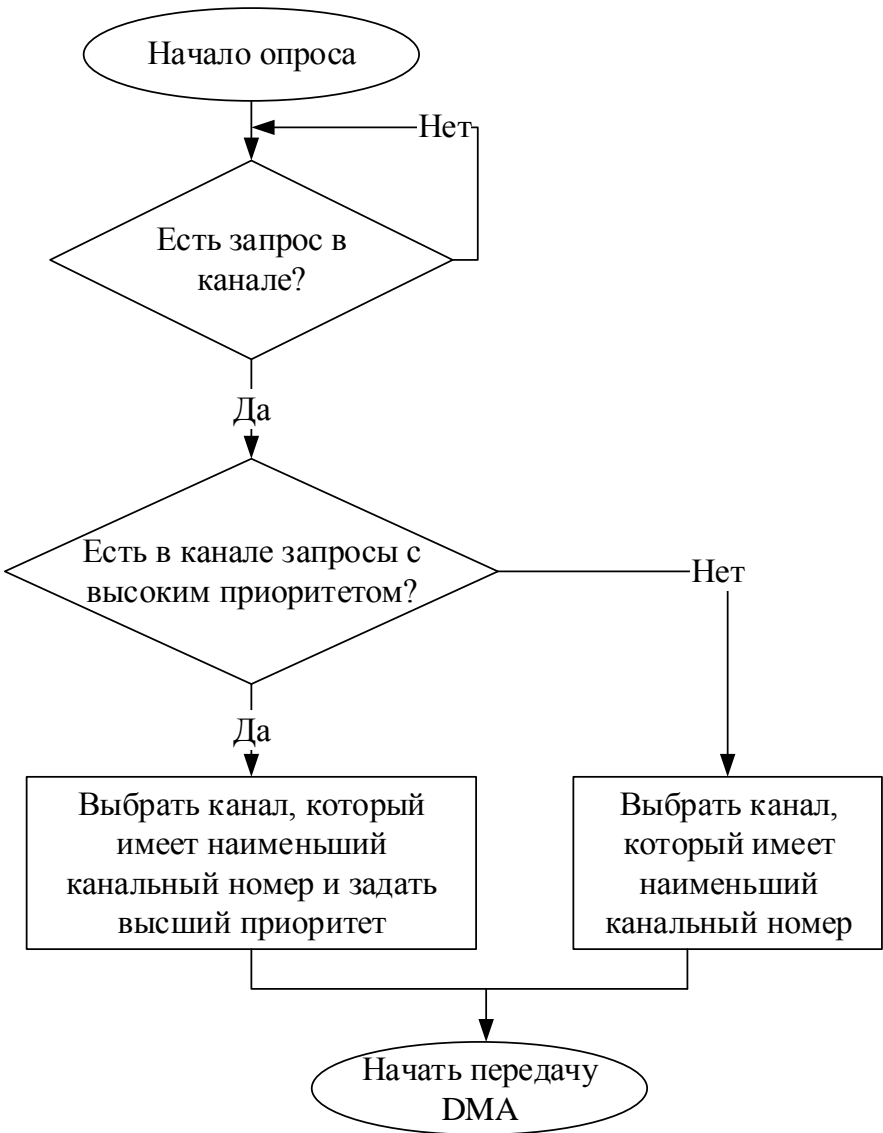 Начало опроса
Нет
Есть запрос в
канале?
Да
Есть в канале запросы с
высоким приоритетом?
Нет
Да
Выбрать канал, который
имеет наименьший
канальный номер и задать
высший приоритет
Выбрать канал,
который имеет
наименьший
канальный номер
Начать передачу
DMA